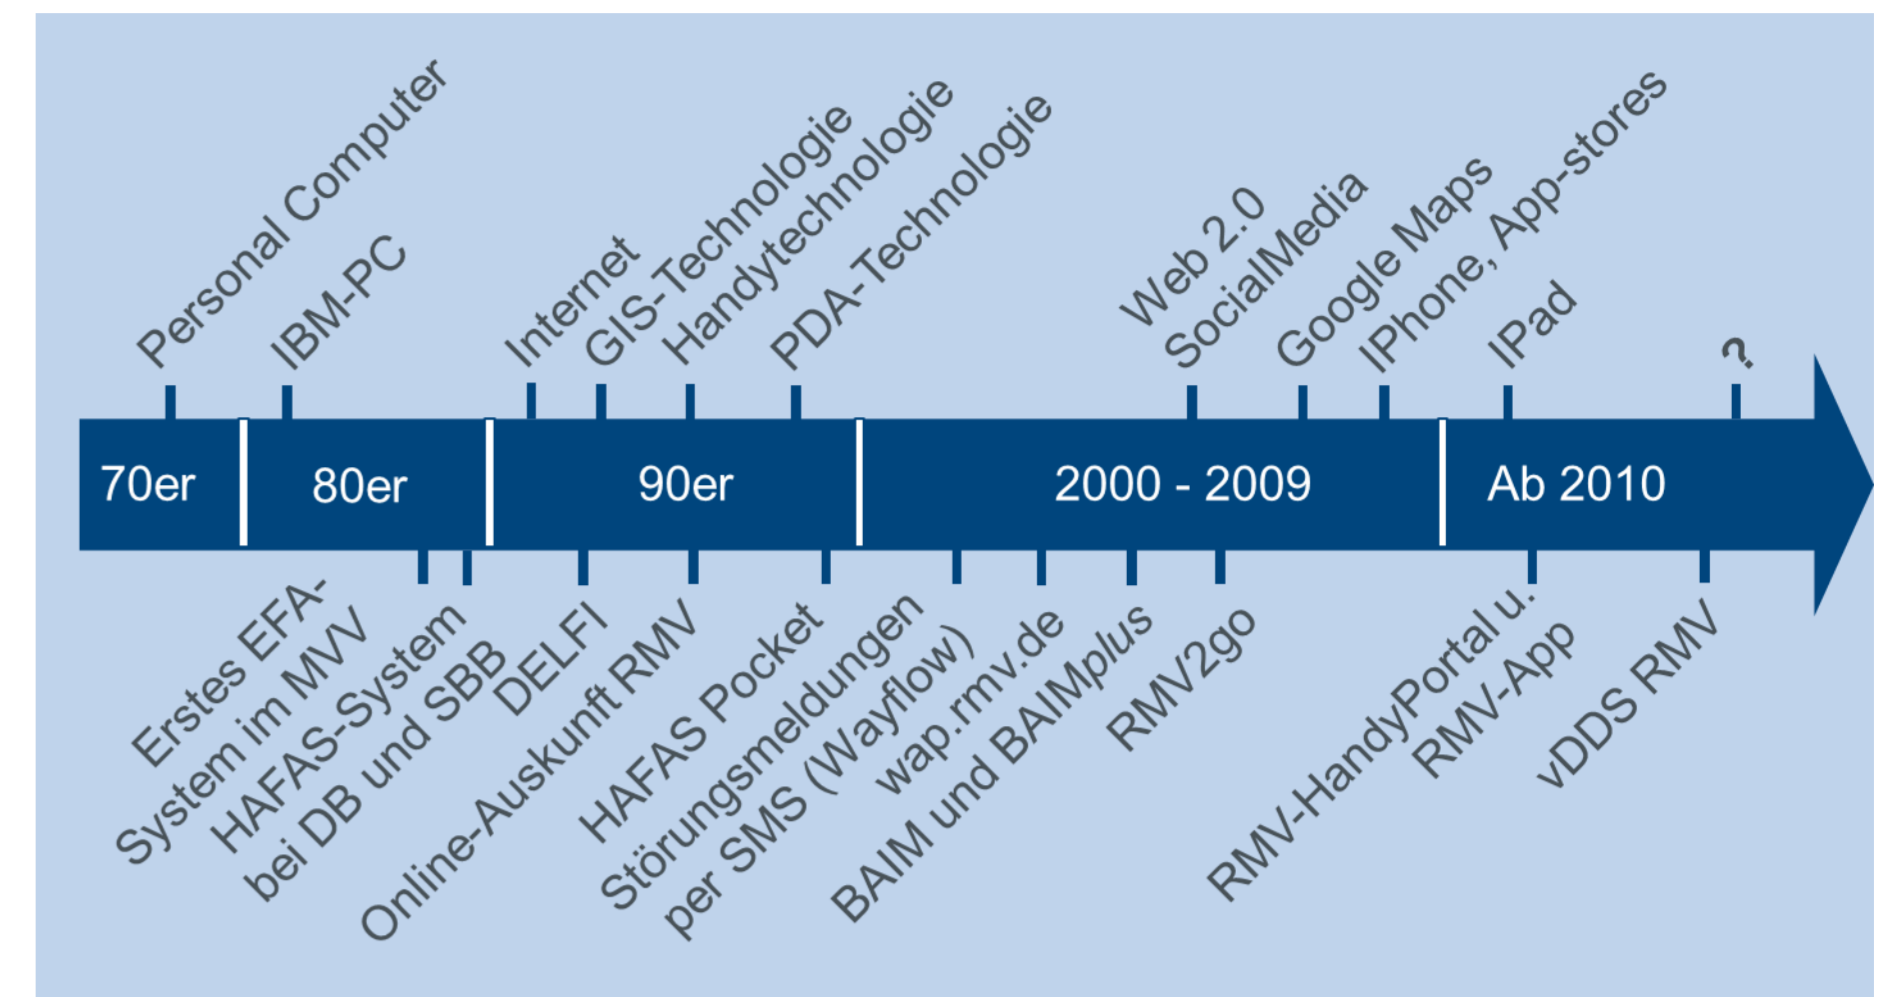 Personal Computer
IBM-PC
Internet
GIS-Technologie
Handytechnologie
PDA-Technologie
Web 2.0
SocialMedia
Google Maps
IPhone, App-stores
IPad
?
70er
80er
90er
2000 - 2009
Ab 2010
Erstes EFA-
System im MVV
HAFAS-System
bei DB und SBB
DELFI
Online-Auskunft RMV
HAFAS Pocket
Störungsmeldungen
per SMS (Wayflow)
wap.rmv.de
BAIM und BAIMplus
RMV2go
RMV-HandyPortal u.
RMV-App
vDDS RMV